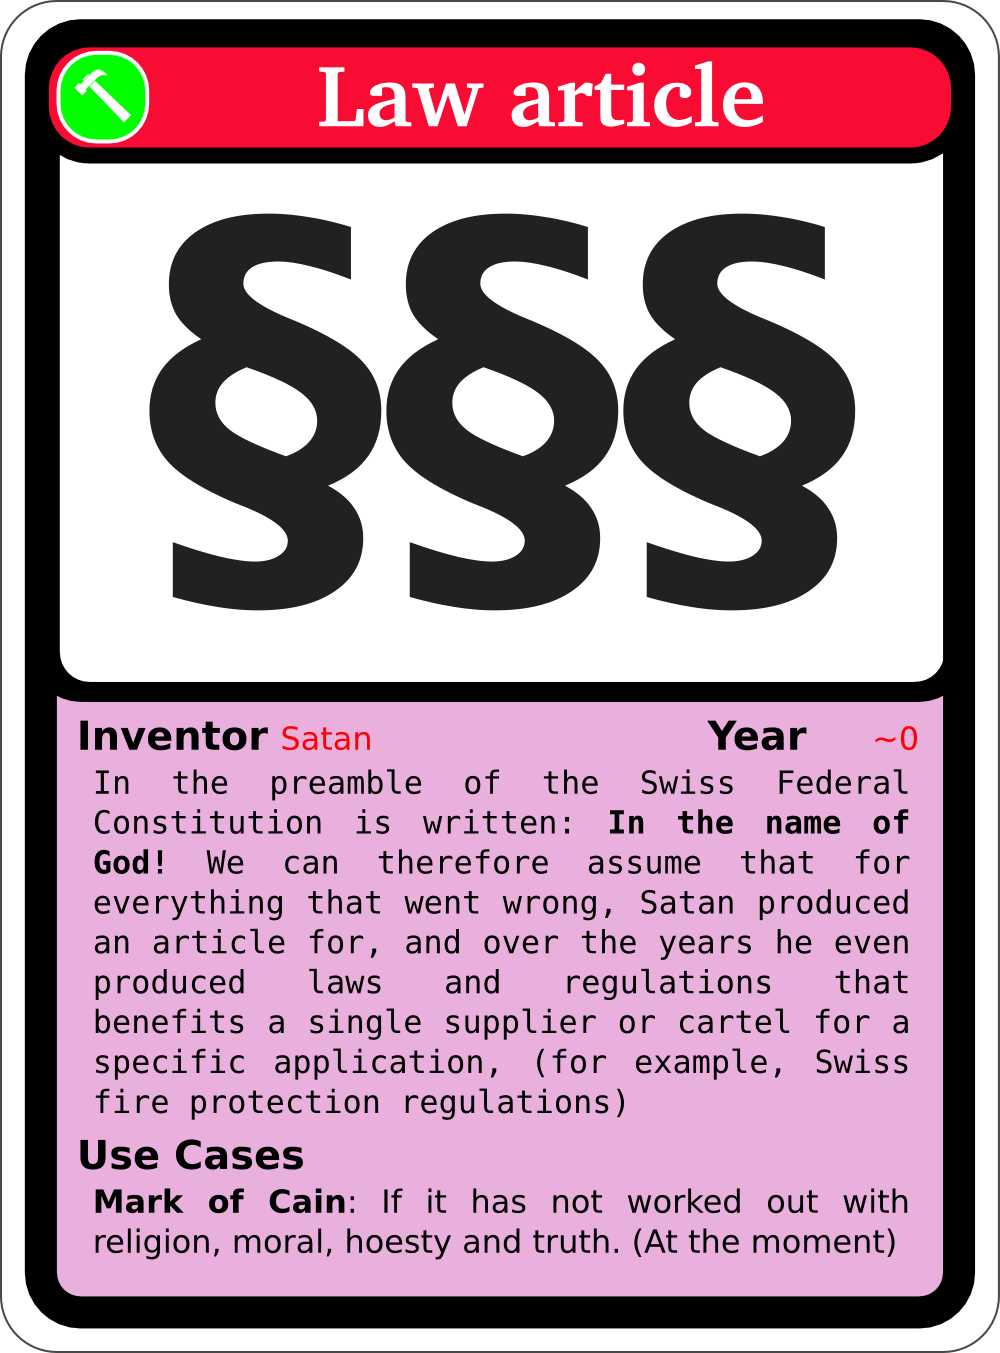 Law article
§§§
Inventor Satan Year ~0
In the preamble of the Swiss Federal
Constitution is written: In the name of
God! We can therefore assume that for
everything that went wrong, Satan produced
an article for, and over the years he even
produced laws and regulations that
benefits a single supplier or cartel for a
specific application, (for example, Swiss
fire protection regulations)
Use Cases
Mark of Cain: If it has not worked out with
religion, moral, hoesty and truth. (At the moment)